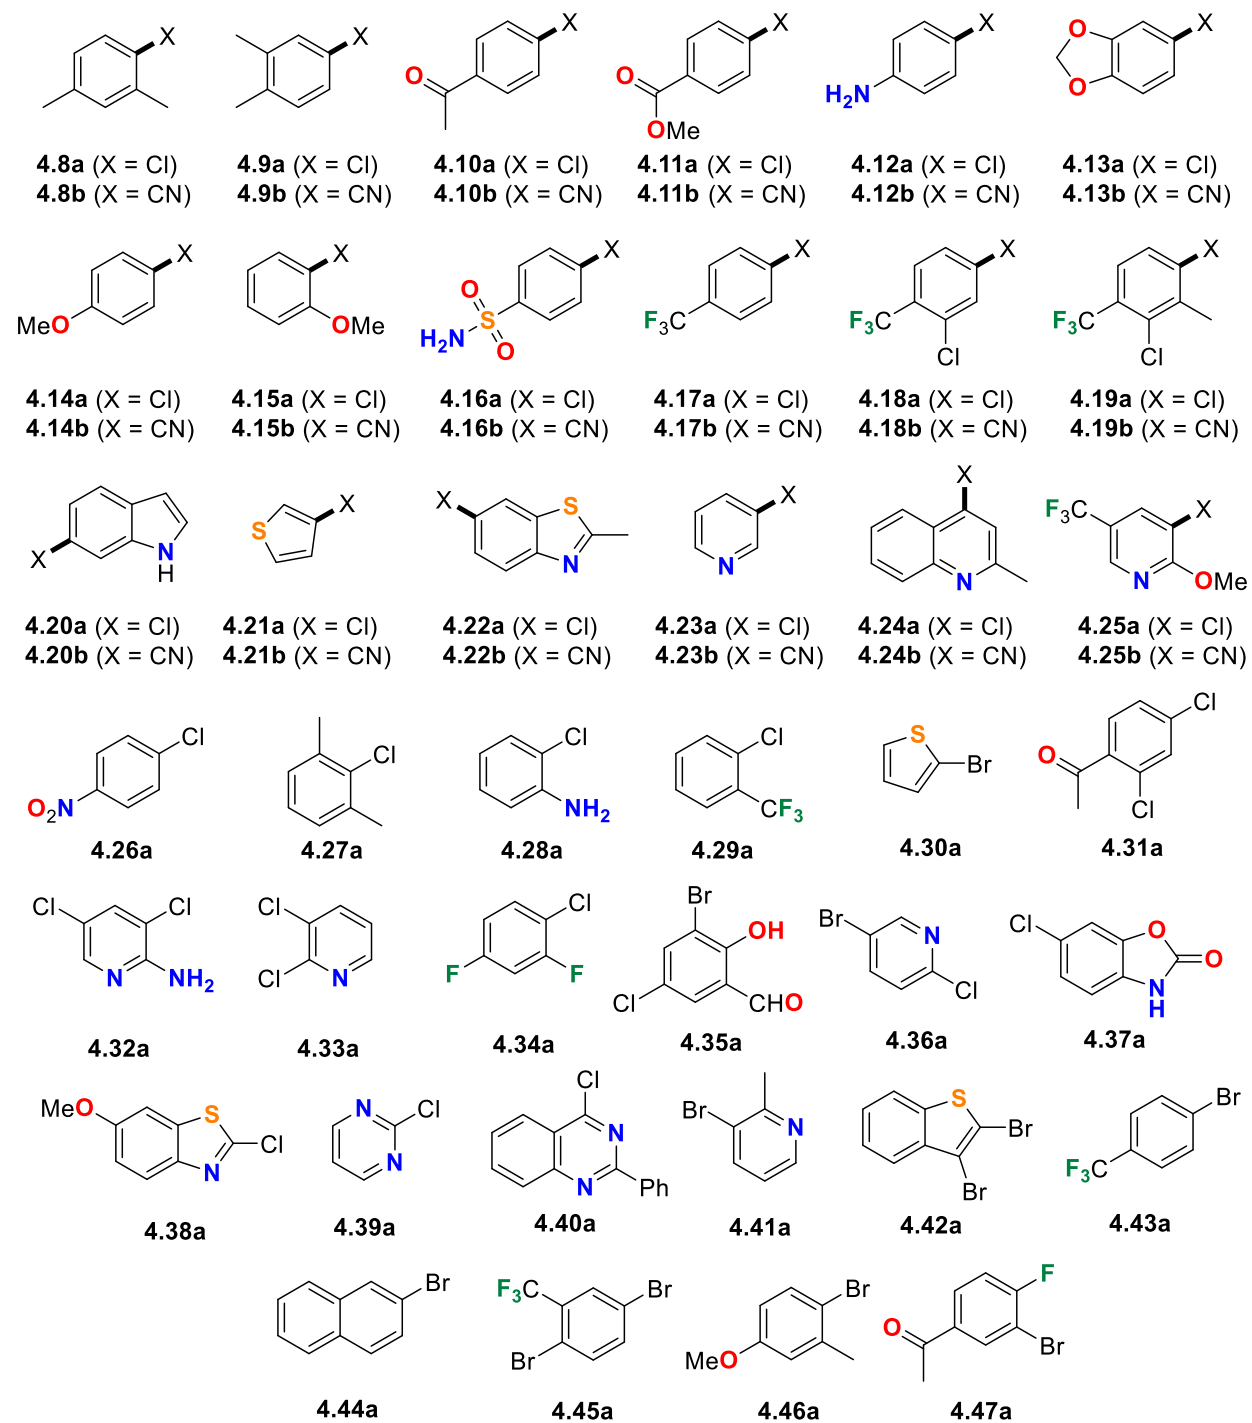 X X X X X X
O O H₂N O O
OMe
4.8a (X = Cl) 4.9a (X = Cl) 4.10a (X = Cl) 4.11a (X = Cl) 4.12a (X = Cl) 4.13a (X = Cl)
4.8b (X = CN) 4.9b (X = CN) 4.10b (X = CN) 4.11b (X = CN) 4.12b (X = CN) 4.13b (X = CN)
X X X X X X
MeO OMe H₂N S O O F₃C F₃C Cl F₃C Cl
4.14a (X = Cl) 4.15a (X = Cl) 4.16a (X = Cl) 4.17a (X = Cl) 4.18a (X = Cl) 4.19a (X = Cl)
4.14b (X = CN) 4.15b (X = CN) 4.16b (X = CN) 4.17b (X = CN) 4.18b (X = CN) 4.19b (X = CN)
X N H S X X S N X N X N F₃C X N OMe
4.20a (X = Cl) 4.21a (X = Cl) 4.22a (X = Cl) 4.23a (X = Cl) 4.24a (X = Cl) 4.25a (X = Cl)
4.20b (X = CN) 4.21b (X = CN) 4.22b (X = CN) 4.23b (X = CN) 4.24b (X = CN) 4.25b (X = CN)
O₂N Cl Cl Cl NH₂ Cl CF₃ S Br O Cl Cl
4.26a 4.27a 4.28a 4.29a 4.30a 4.31a
Cl Cl N NH₂ Cl Cl N Cl F F Br OH Cl CHO Br N Cl Cl O O N H
4.32a 4.33a 4.34a 4.35a 4.36a 4.37a
MeO S Cl N N Cl N Cl N N Ph Br N S Br Br Br F₃C
4.38a 4.39a 4.40a 4.41a 4.42a 4.43a
Br F₃C Br Br Br MeO F O Br
4.44a 4.45a 4.46a 4.47a